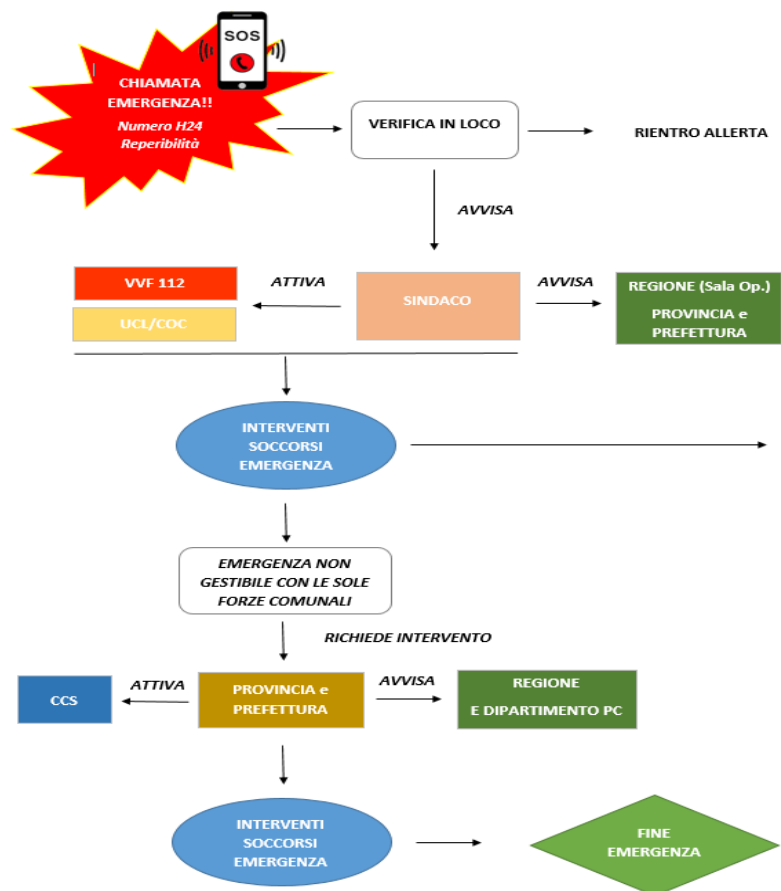 SOS
CHIAMATA
EMERGENZA!!
Numero H24
Reperibilità
VERIFICA IN LOCO
RIENTRO ALLERTA
AVVISA
VVF 112
UCL/COC
ATTIVA
SINDACO
AVVISA
REGIONE (Sala Op.)
PROVINCIA e
PREFETTURA
INTERVENTI
SOCCORSI
EMERGENZA
EMERGENZA NON
GESTIBILE CON LE SOLE
FORZE COMUNALI
RICHIEDE INTERVENTO
CCS
ATTIVA
PROVINCIA e
PREFETTURA
AVVISA
REGIONE
E DIPARTIMENTO PC
INTERVENTI
SOCCORSI
EMERGENZA
FINE
EMERGENZA